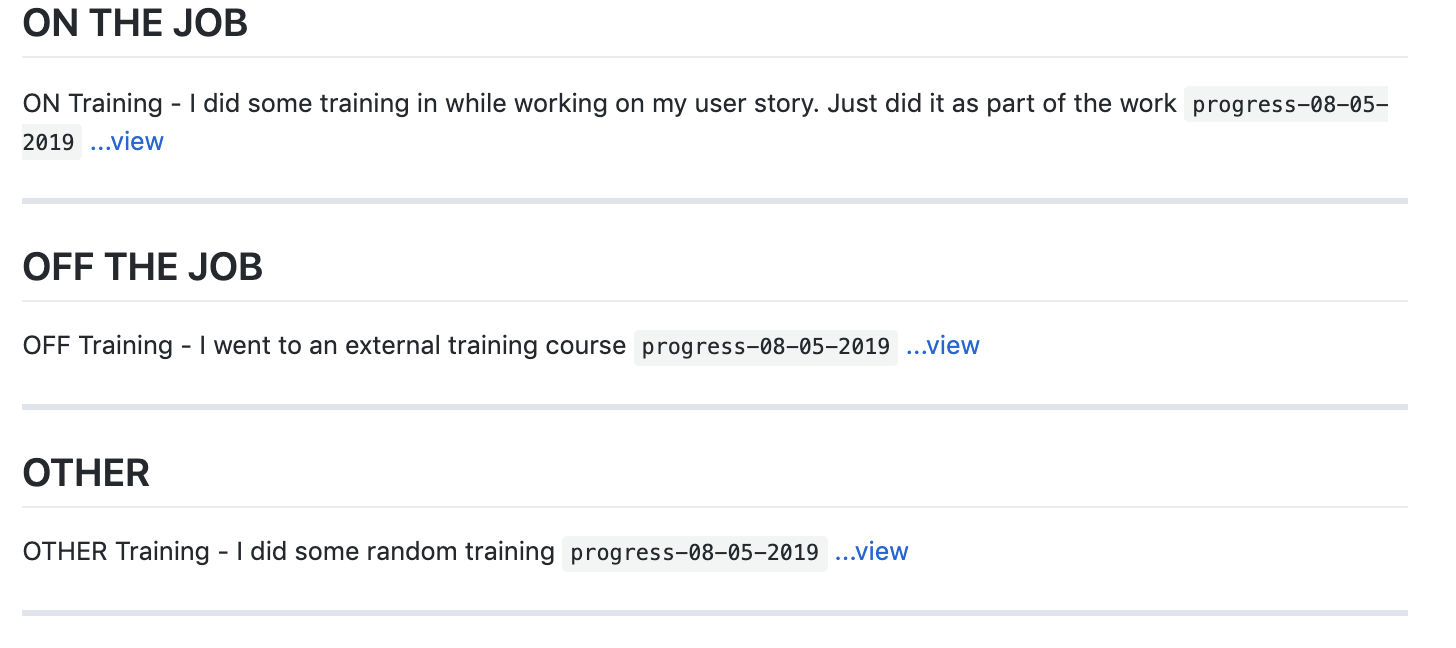 ON THE JOB
ON Training - I did some training in while working on my user story. Just did it as part of the work progress-08-05-
2019 ...view
OFF THE JOB
OFF Training - I went to an external training course progress-08-05-2019 ...view
OTHER
OTHER Training - I did some random training progress-08-05-2019 ...view